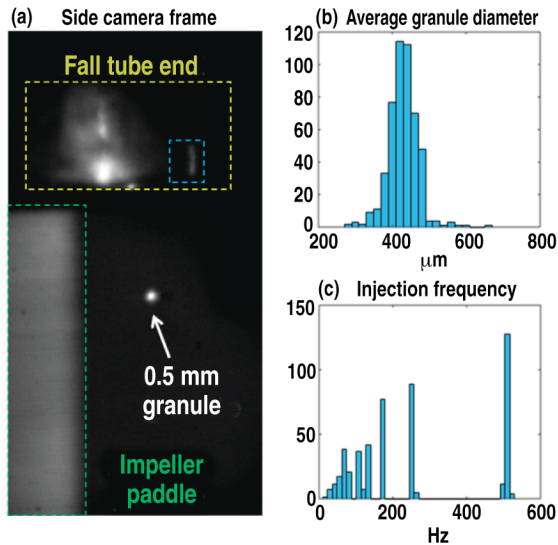 (a) Side camera frame
Fall tube end
0.5 mm
granule
Impeller
paddle
(b) Average granule diameter
120
100
80
60
40
20
0
200 400 600 800
μm
(c) Injection frequency
150
100
50
0
0 200 400 600
Hz